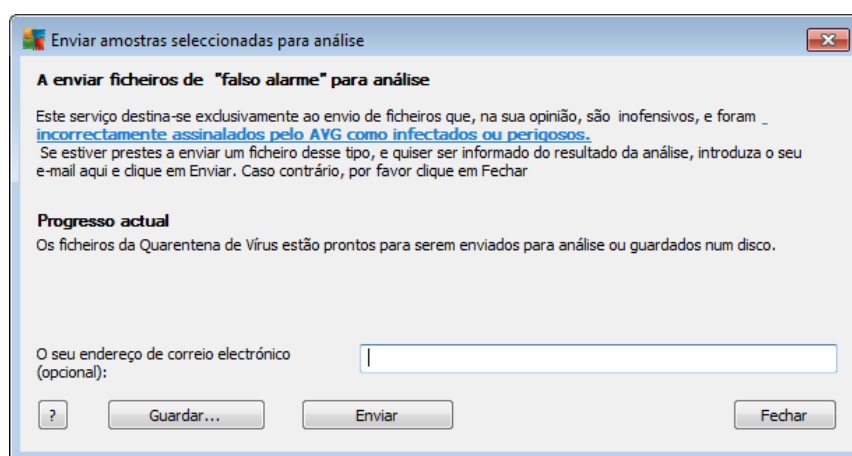 Enviar amostras seleccionadas para análise
A enviar ficheiros de "falso alarme" para análise
Este serviço destina-se exclusivamente ao envio de ficheiros que, na sua opinião, são inofensivos, e foram
incorrectamente assinalados pelo AVG como infectados ou perigosos.
Se estiver prestes a enviar um ficheiro desse tipo, e quiser ser informado do resultado da análise, introduza o seu
e-mail aqui e clique em Enviar. Caso contrário, por favor clique em Fechar
Progresso actual
Os ficheiros da Quarentena de Vírus estão prontos para serem enviados para análise ou guardados num disco.
O seu endereço de correio electrónico
(opcional):
? Guardar... Enviar Fechar